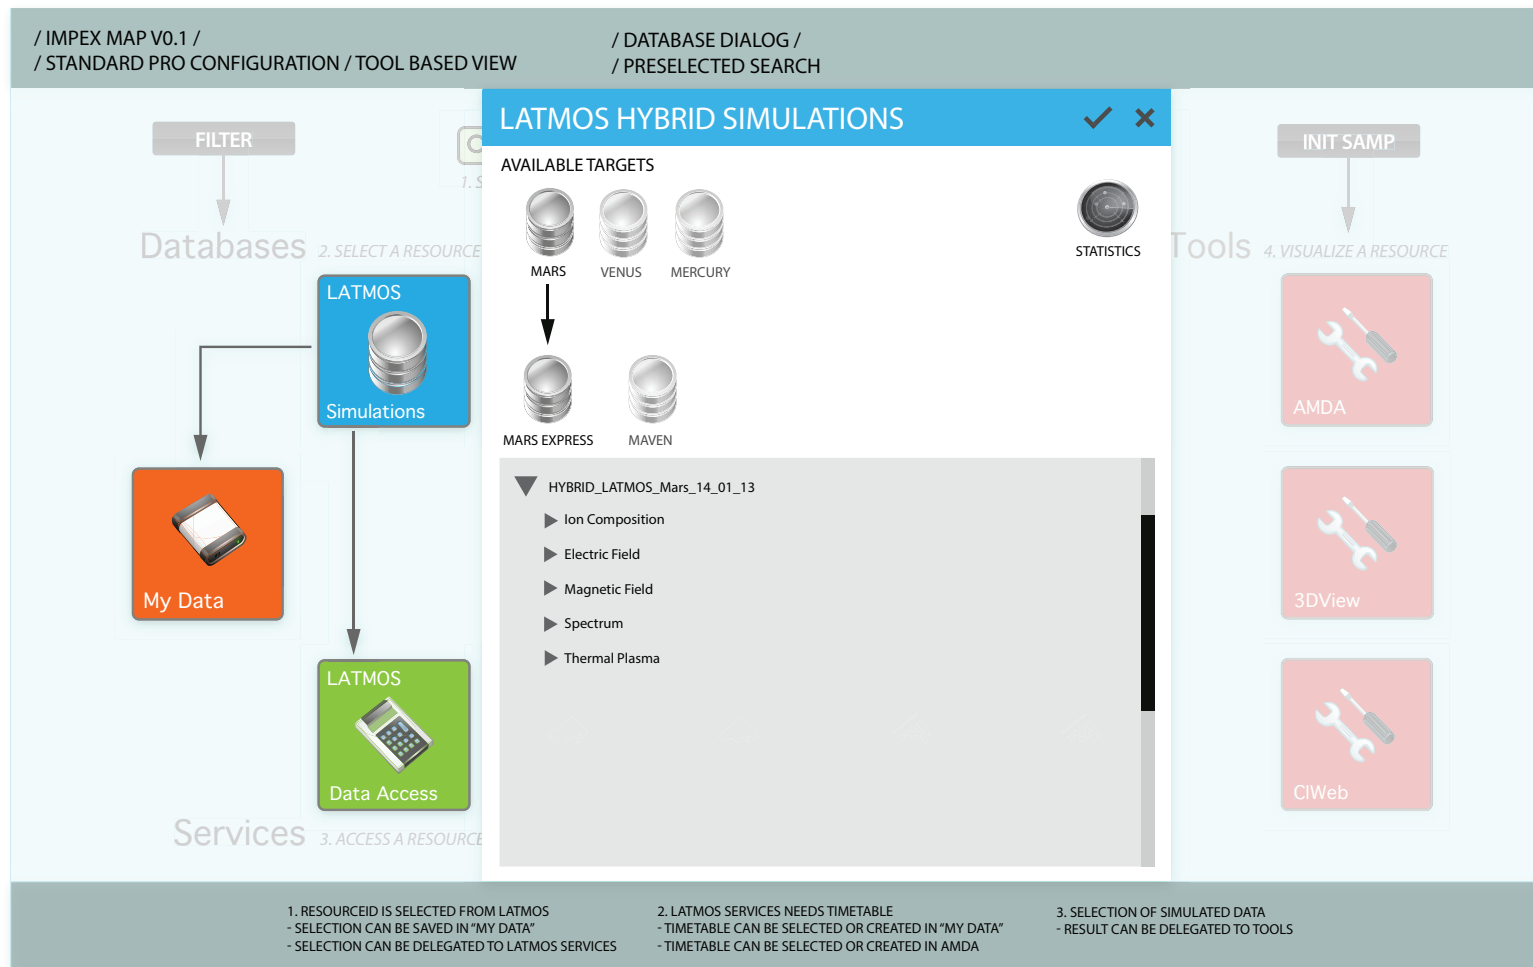 / IMPEX MAP V0.1 /
/ STANDARD PRO CONFIGURATION / TOOL BASED VIEW
/ DATABASE DIALOG /
/ PRESELECTED SEARCH
FILTER
1. S
Databases
2. SELECT A RESOURCE
LATMOS
Simulations
My Data
LATMOS
Data Access
Services
3. ACCESS A RESOURCE
LATMOS HYBRID SIMULATIONS
AVAILABLE TARGETS
MARS
VENUS
MERCURY
STATISTICS
MARS EXPRESS
MAVEN
HYBRID_LATMOS_Mars_14_01_13
Ion Composition
Electric Field
Magnetic Field
Spectrum
Thermal Plasma
INIT SAMP
Tools
4. VISUALIZE A RESOURCE
AMDA
3DView
ClWeb
1. RESOURCEID IS SELECTED FROM LATMOS
- SELECTION CAN BE SAVED IN "MY DATA"
- SELECTION CAN BE DELEGATED TO LATMOS SERVICES
2. LATMOS SERVICES NEEDS TIMETABLE
- TIMETABLE CAN BE SELECTED OR CREATED IN "MY DATA"
- TIMETABLE CAN BE SELECTED OR CREATED IN AMDA
3. SELECTION OF SIMULATED DATA
- RESULT CAN BE DELEGATED TO TOOLS